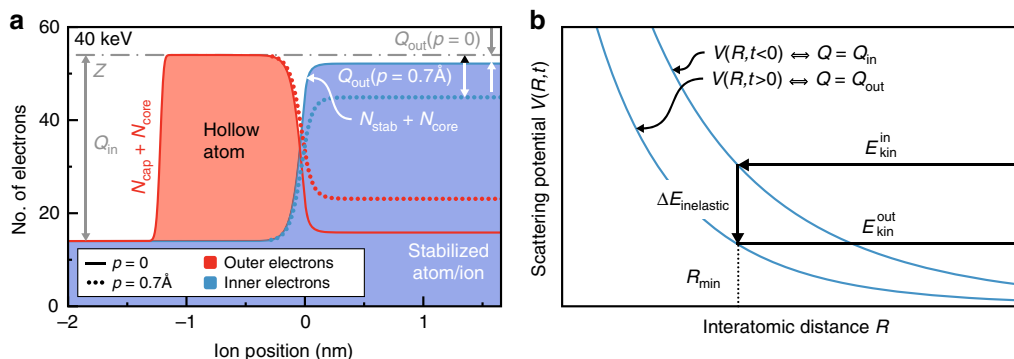 a
40 keV
60
40
20
0
No. of electrons
Z
Q_in
N_cap + N_core
Hollow
atom
Q_out(p = 0)
Q_out(p = 0.7Å)
N_stab + N_core
Stabilized
atom/ion
p = 0
p = 0.7Å
Outer electrons
Inner electrons
−2
−1
0
1
Ion position (nm)
b
Scattering potential V(R,t)
V(R,t<0) ⇔ Q = Q_in
V(R,t>0) ⇔ Q = Q_out
E_kin^in
ΔE_inelastic
E_kin^out
R_min
Interatomic distance R